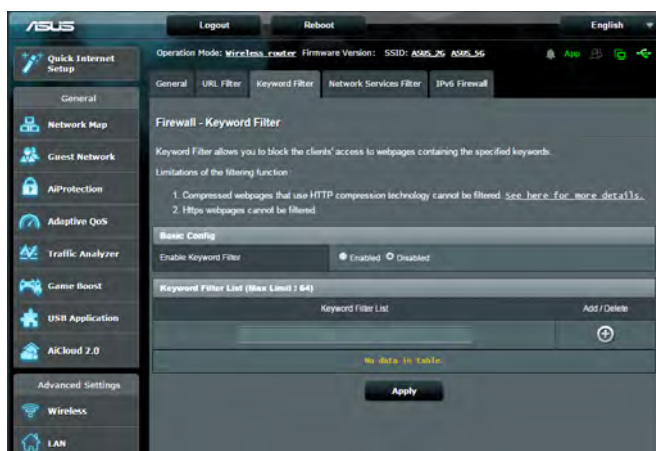 ASUS
Logout
Reboot
English
Quick Internet Setup
Operation Mode: Wireless router Firmware Version: SSID: ASUS_2G ASUS_5G
App
General
URL Filter
Keyword Filter
Network Services Filter
IPv6 Firewall
General
Network Map
Guest Network
AiProtection
Adaptive QoS
Traffic Analyzer
Game Boost
USB Application
AiCloud 2.0
Advanced Settings
Wireless
LAN
Firewall - Keyword Filter
Keyword Filter allows you to block the clients' access to webpages containing the specified keywords.
Limitations of the filtering function :
1. Compressed webpages that use HTTP compression technology cannot be filtered. See here for more details.
2. Https webpages cannot be filtered.
Basic Config
Enable Keyword Filter
Enabled Disabled
Keyword Filter List (Max Limit : 64)
Keyword Filter List
Add / Delete
No data in table.
Apply